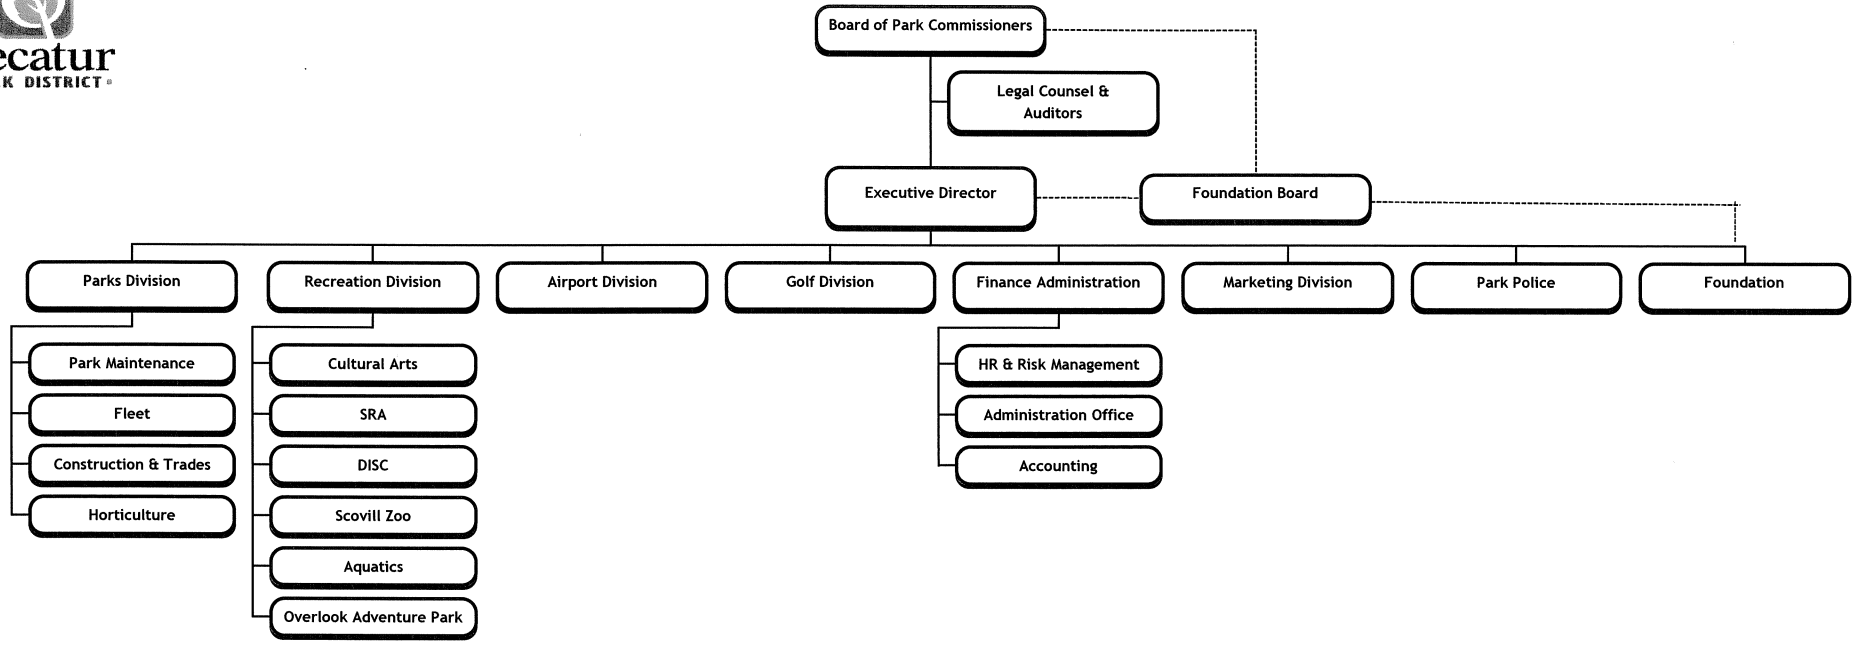 ecatur
K DISTRICT
Board of Park Commissioners
Legal Counsel &
Auditors
Executive Director
Foundation Board
Parks Division
Recreation Division
Airport Division
Golf Division
Finance Administration
Marketing Division
Park Police
Foundation
Park Maintenance
Fleet
Construction & Trades
Horticulture
Cultural Arts
SRA
DISC
Scovill Zoo
Aquatics
Overlook Adventure Park
HR & Risk Management
Administration Office
Accounting